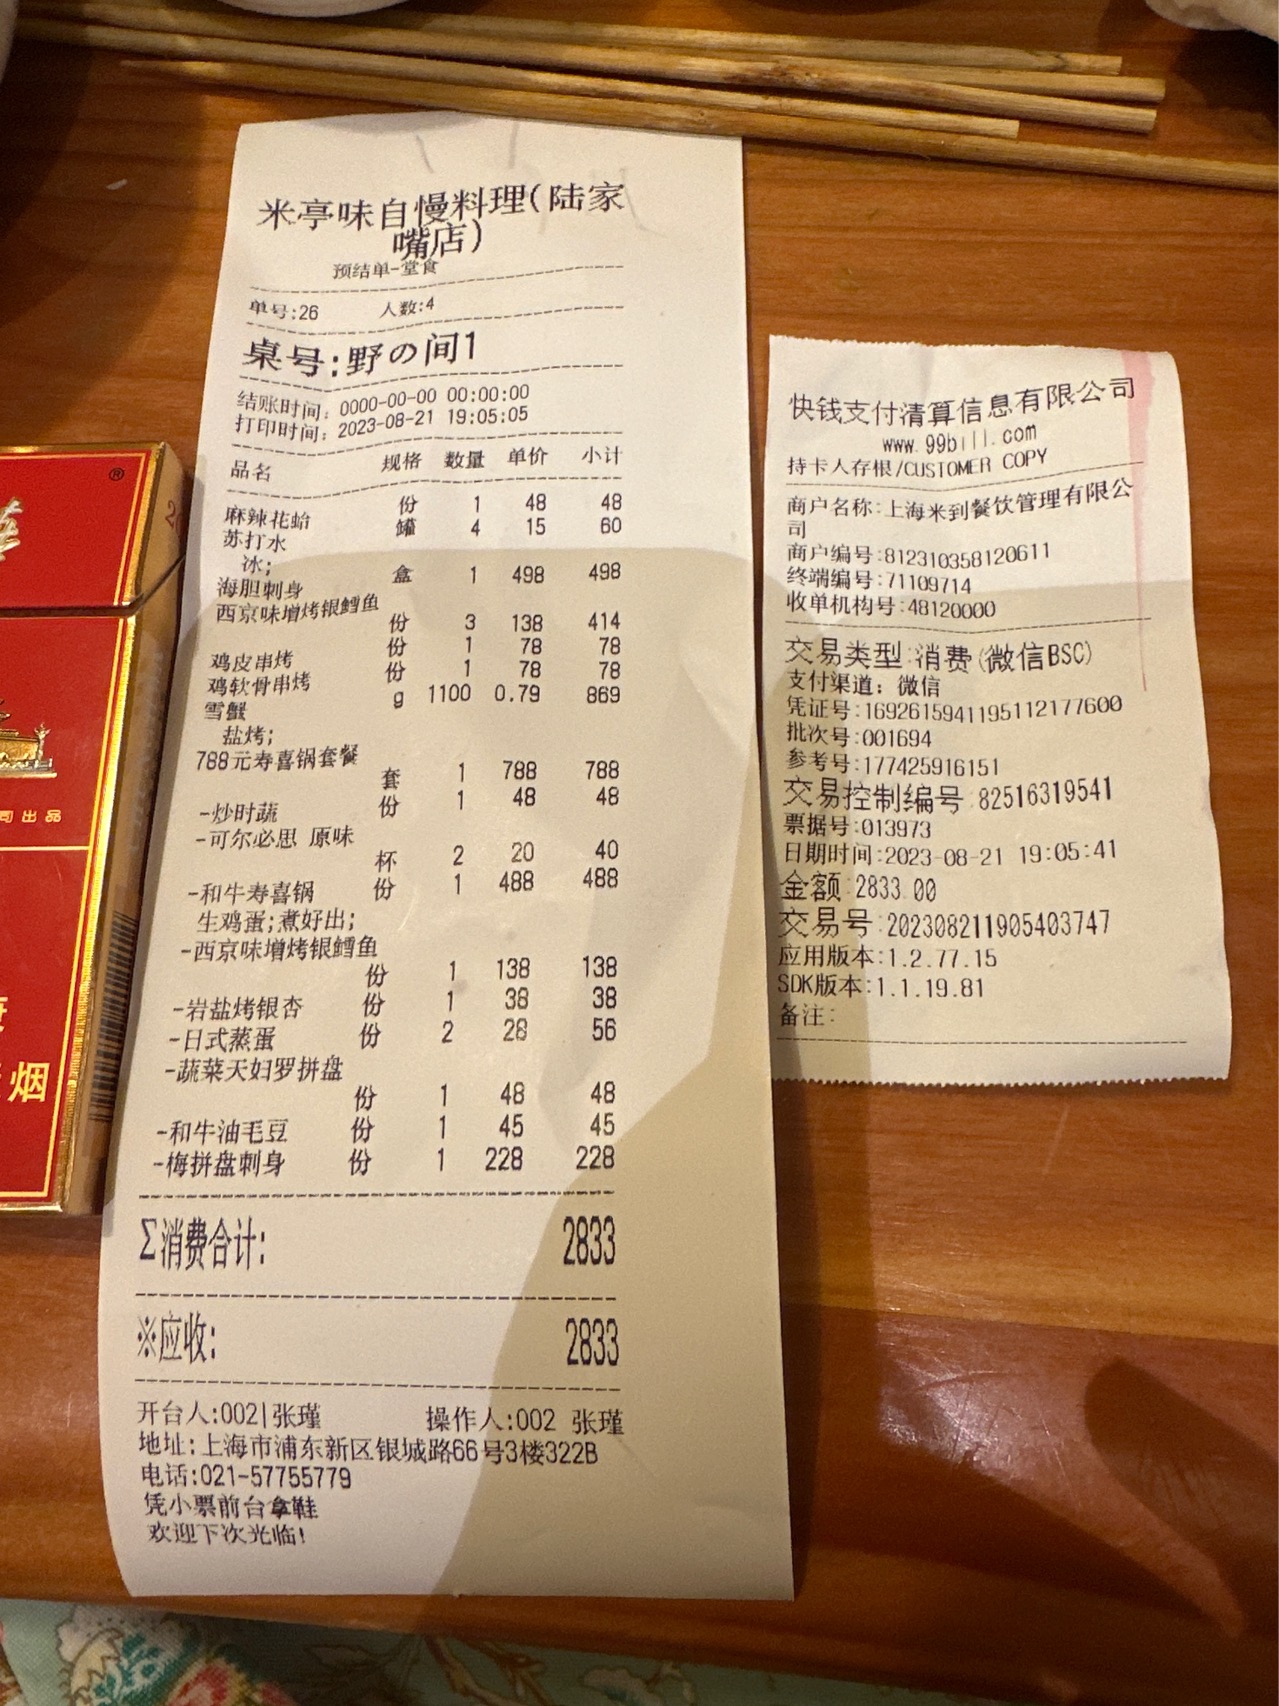 米亭味自慢料理(陆家
嘴店)
预结单-堂食
单号:26 人数:4
桌号:野の间1
结账时间: 0000-00-00 00:00:00
打印时间: 2023-08-21 19:05:05
品名 规格 数量 单价 小计
麻辣花蛤 份 1 48 48
苏打水 罐 4 15 60
冰;
海胆刺身 盒 1 498 498
西京味增烤银鳕鱼
份 3 138 414
鸡皮串烤 份 1 78 78
鸡软骨串烤 份 1 78 78
雪蟹 g 1100 0.79 869
盐烤;
788元寿喜锅套餐
套 1 788 788
-炒时蔬 份 1 48 48
-可尔必思 原味
杯 2 20 40
-和牛寿喜锅 份 1 488 488
生鸡蛋;煮好出;
-西京味增烤银鳕鱼
份 1 138 138
-岩盐烤银杏 份 1 38 38
-日式蒸蛋 份 2 28 56
-蔬菜天妇罗拼盘
份 1 48 48
-和牛油毛豆 份 1 45 45
-梅拼盘刺身 份 1 228 228
Σ消费合计: 2833
※应收: 2833
开台人:002|张瑾 操作人:002 张瑾
地址:上海市浦东新区银城路66号3楼322B
电话:021-57755779
凭小票前台拿鞋
欢迎下次光临!
快钱支付清算信息有限公司
www.99bill.com
持卡人存根/CUSTOMER COPY
商户名称:上海米到餐饮管理有限公
司
商户编号:812310358120611
终端编号:71109714
收单机构号:48120000
交易类型:消费(微信BSC)
支付渠道: 微信
凭证号:1692615941195112177600
批次号:001694
参考号:177425916151
交易控制编号:82516319541
票据号:013973
日期时间:2023-08-21 19:05:41
金额:2833.00
交易号:202308211905403747
应用版本:1.2.77.15
SDK版本:1.1.19.81
备注:
®
司出品
烟